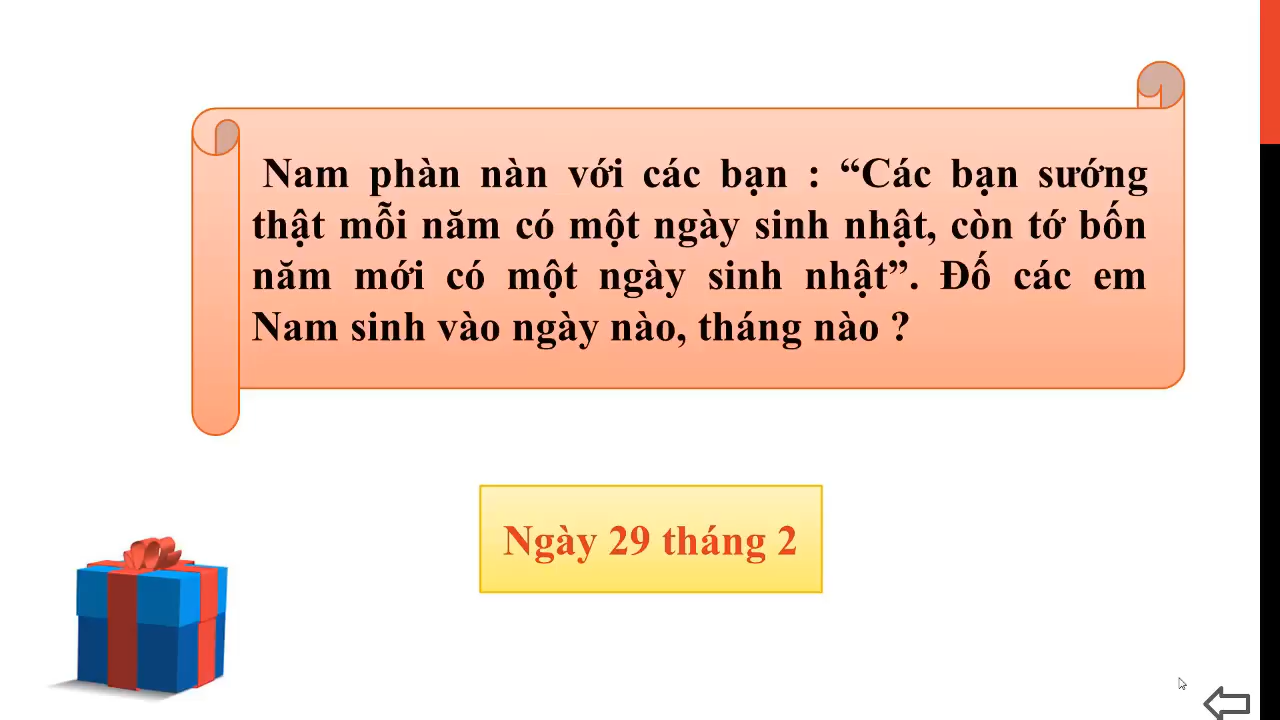 Nam phàn nàn với các bạn : “Các bạn sướng
thật mỗi năm có một ngày sinh nhật, còn tớ bốn
năm mới có một ngày sinh nhật”. Đố các em
Nam sinh vào ngày nào, tháng nào ?
Ngày 29 tháng 2